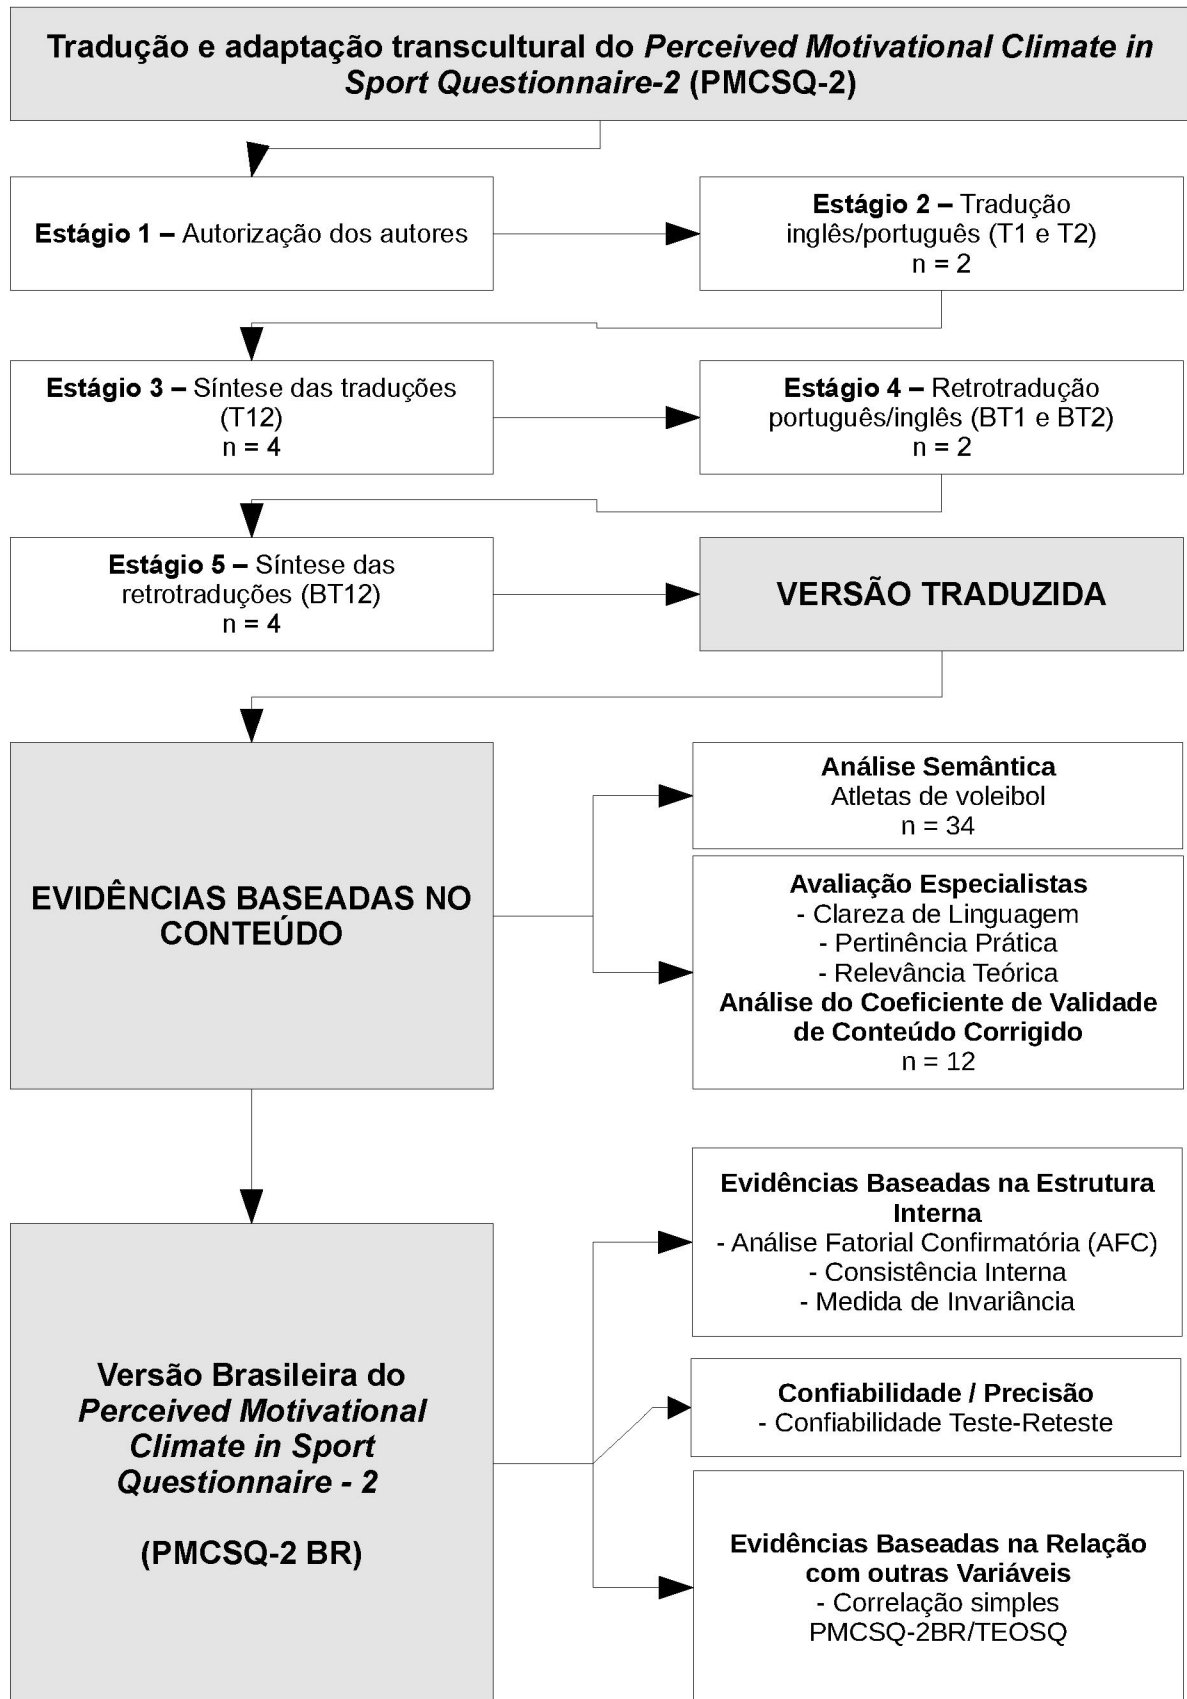 Tradução e adaptação transcultural do Perceived Motivational Climate in
Sport Questionnaire-2 (PMCSQ-2)
Estágio 1 – Autorização dos autores
Estágio 2 – Tradução
inglês/português (T1 e T2)
n = 2
Estágio 3 – Síntese das traduções
(T12)
n = 4
Estágio 4 – Retrotradução
português/inglês (BT1 e BT2)
n = 2
Estágio 5 – Síntese das
retrotraduções (BT12)
n = 4
VERSÃO TRADUZIDA
EVIDÊNCIAS BASEADAS NO
CONTEÚDO
Análise Semântica
Atletas de voleibol
n = 34
Avaliação Especialistas
- Clareza de Linguagem
- Pertinência Prática
- Relevância Teórica
Análise do Coeficiente de Validade
de Conteúdo Corrigido
n = 12
Versão Brasileira do
Perceived Motivational
Climate in Sport
Questionnaire - 2
(PMCSQ-2 BR)
Evidências Baseadas na Estrutura
Interna
- Análise Fatorial Confirmatória (AFC)
- Consistência Interna
- Medida de Invariância
Confiabilidade / Precisão
- Confiabilidade Teste-Reteste
Evidências Baseadas na Relação
com outras Variáveis
- Correlação simples
PMCSQ-2BR/TEOSQ